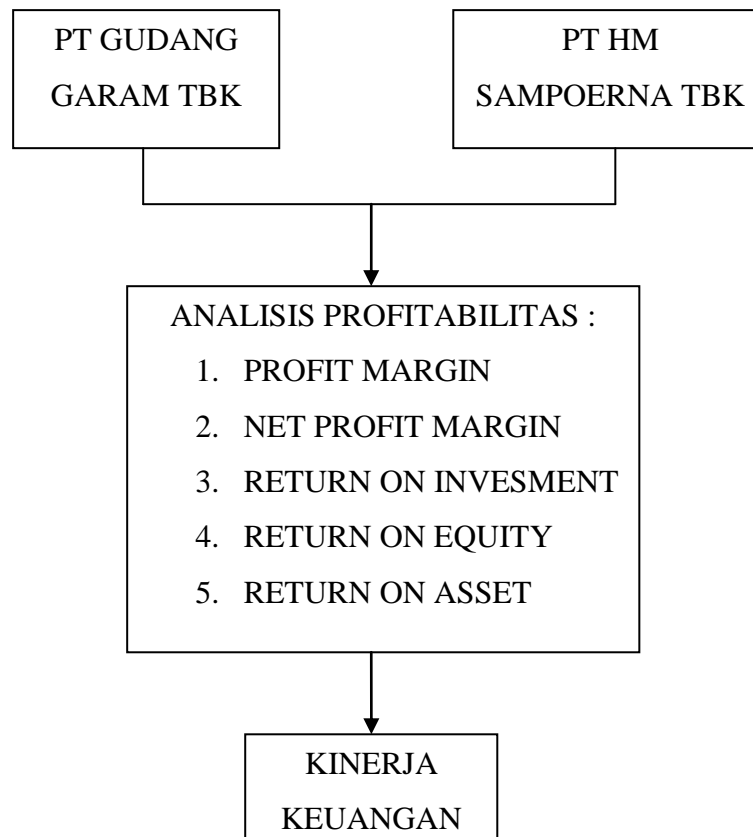 PT GUDANG
GARAM TBK
PT HM
SAMPOERNA TBK
ANALISIS PROFITABILITAS :
1. PROFIT MARGIN
2. NET PROFIT MARGIN
3. RETURN ON INVESMENT
4. RETURN ON EQUITY
5. RETURN ON ASSET
KINERJA
KEUANGAN